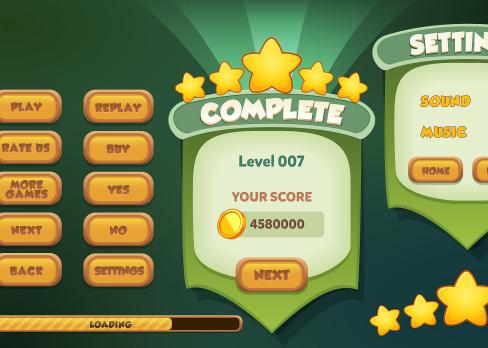 PLAY
REPLAY
RATE US
BUY
MORE
GAMES
YES
NEXT
NO
BACK
SETTINGS
LOADING...
COMPLETE
Level 007
YOUR SCORE
4580000
NEXT
SETTIN
SOUND
MUSIC
HOME